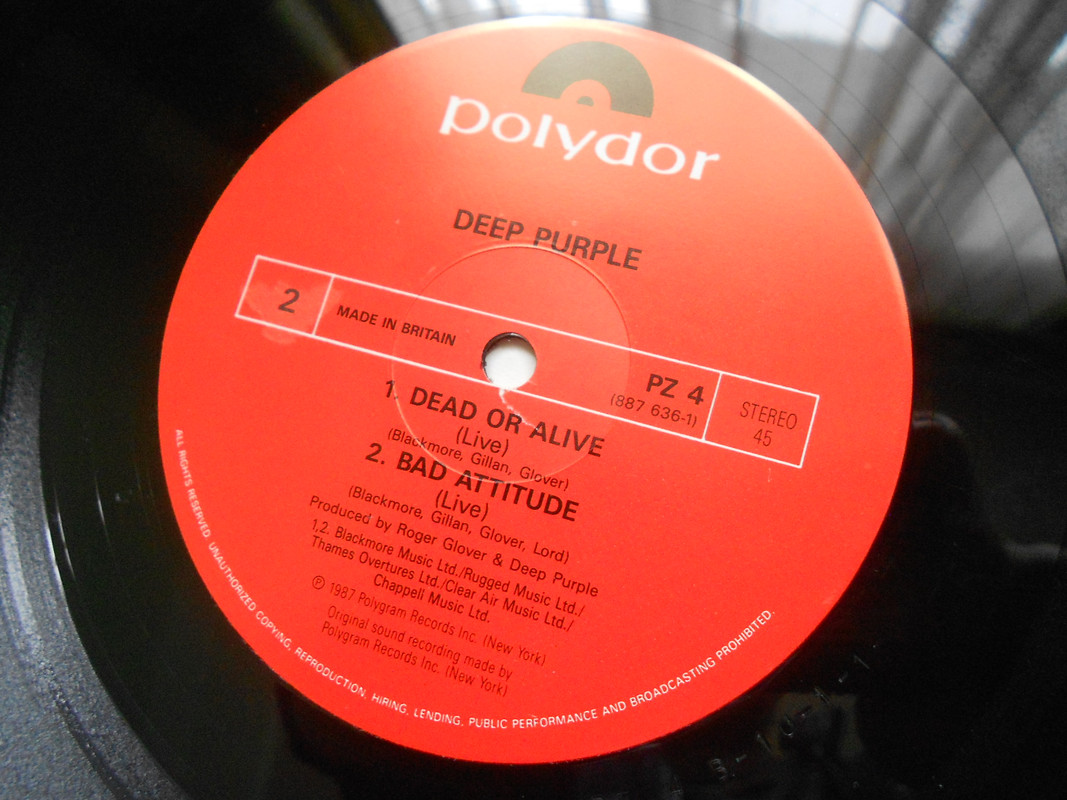 polydor
DEEP PURPLE
2
MADE IN BRITAIN
PZ 4
(887 636-1)
STEREO
45
1. DEAD OR ALIVE
(Live)
(Blackmore, Gillan, Glover)
2. BAD ATTITUDE
(Live)
(Blackmore, Gillan, Glover, Lord)
Produced by Roger Glover & Deep Purple
1,2. Blackmore Music Ltd./Rugged Music Ltd./
Thames Overtures Ltd./Clear Air Music Ltd./
Chappell Music Ltd.
℗ 1987 Polygram Records Inc. (New York)
Original sound recording made by
Polygram Records Inc. (New York)
ALL RIGHTS RESERVED. UNAUTHORIZED COPYING, REPRODUCTION, HIRING, LENDING, PUBLIC PERFORMANCE AND BROADCASTING PROHIBITED.